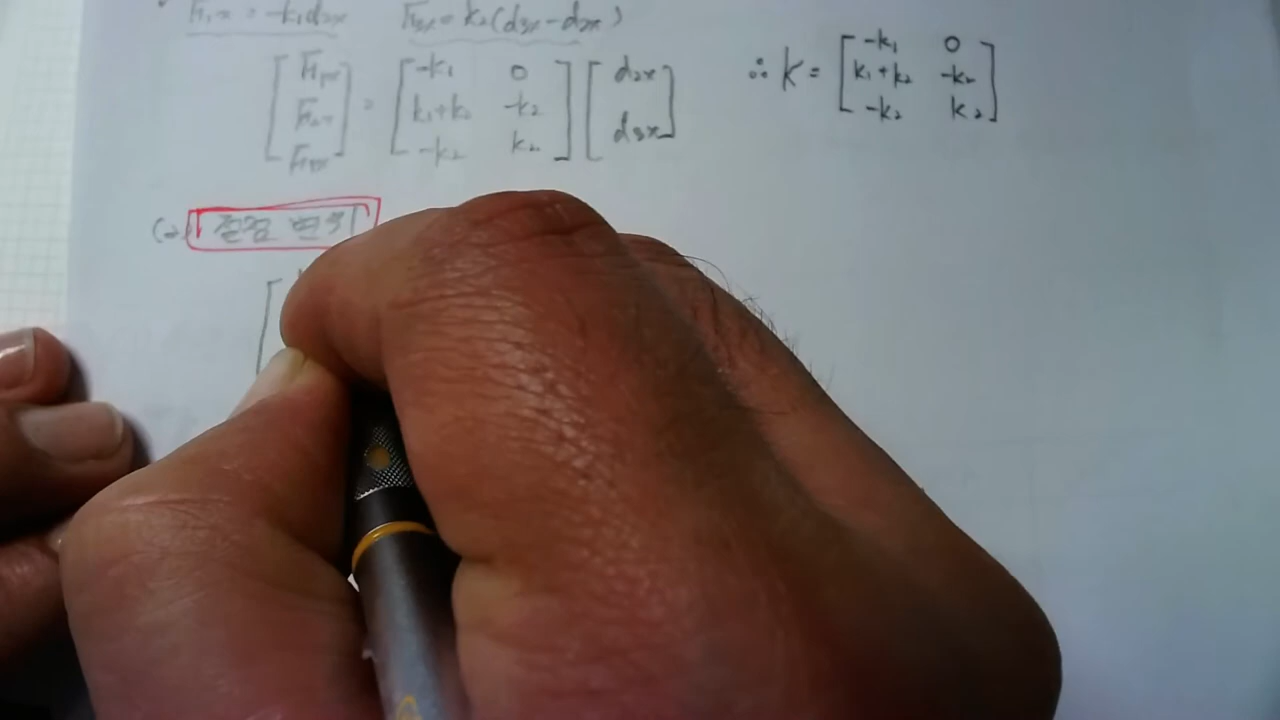 F1x = -k1d2x F3x = k2(d3x-d2x)
[F1x F2x F3x] = [-k1 0 k1+k2 -k2 -k2 k2] [d2x d3x] ∴ K = [-k1 0 k1+k2 -k2 -k2 k2]
(2) 절점 변위